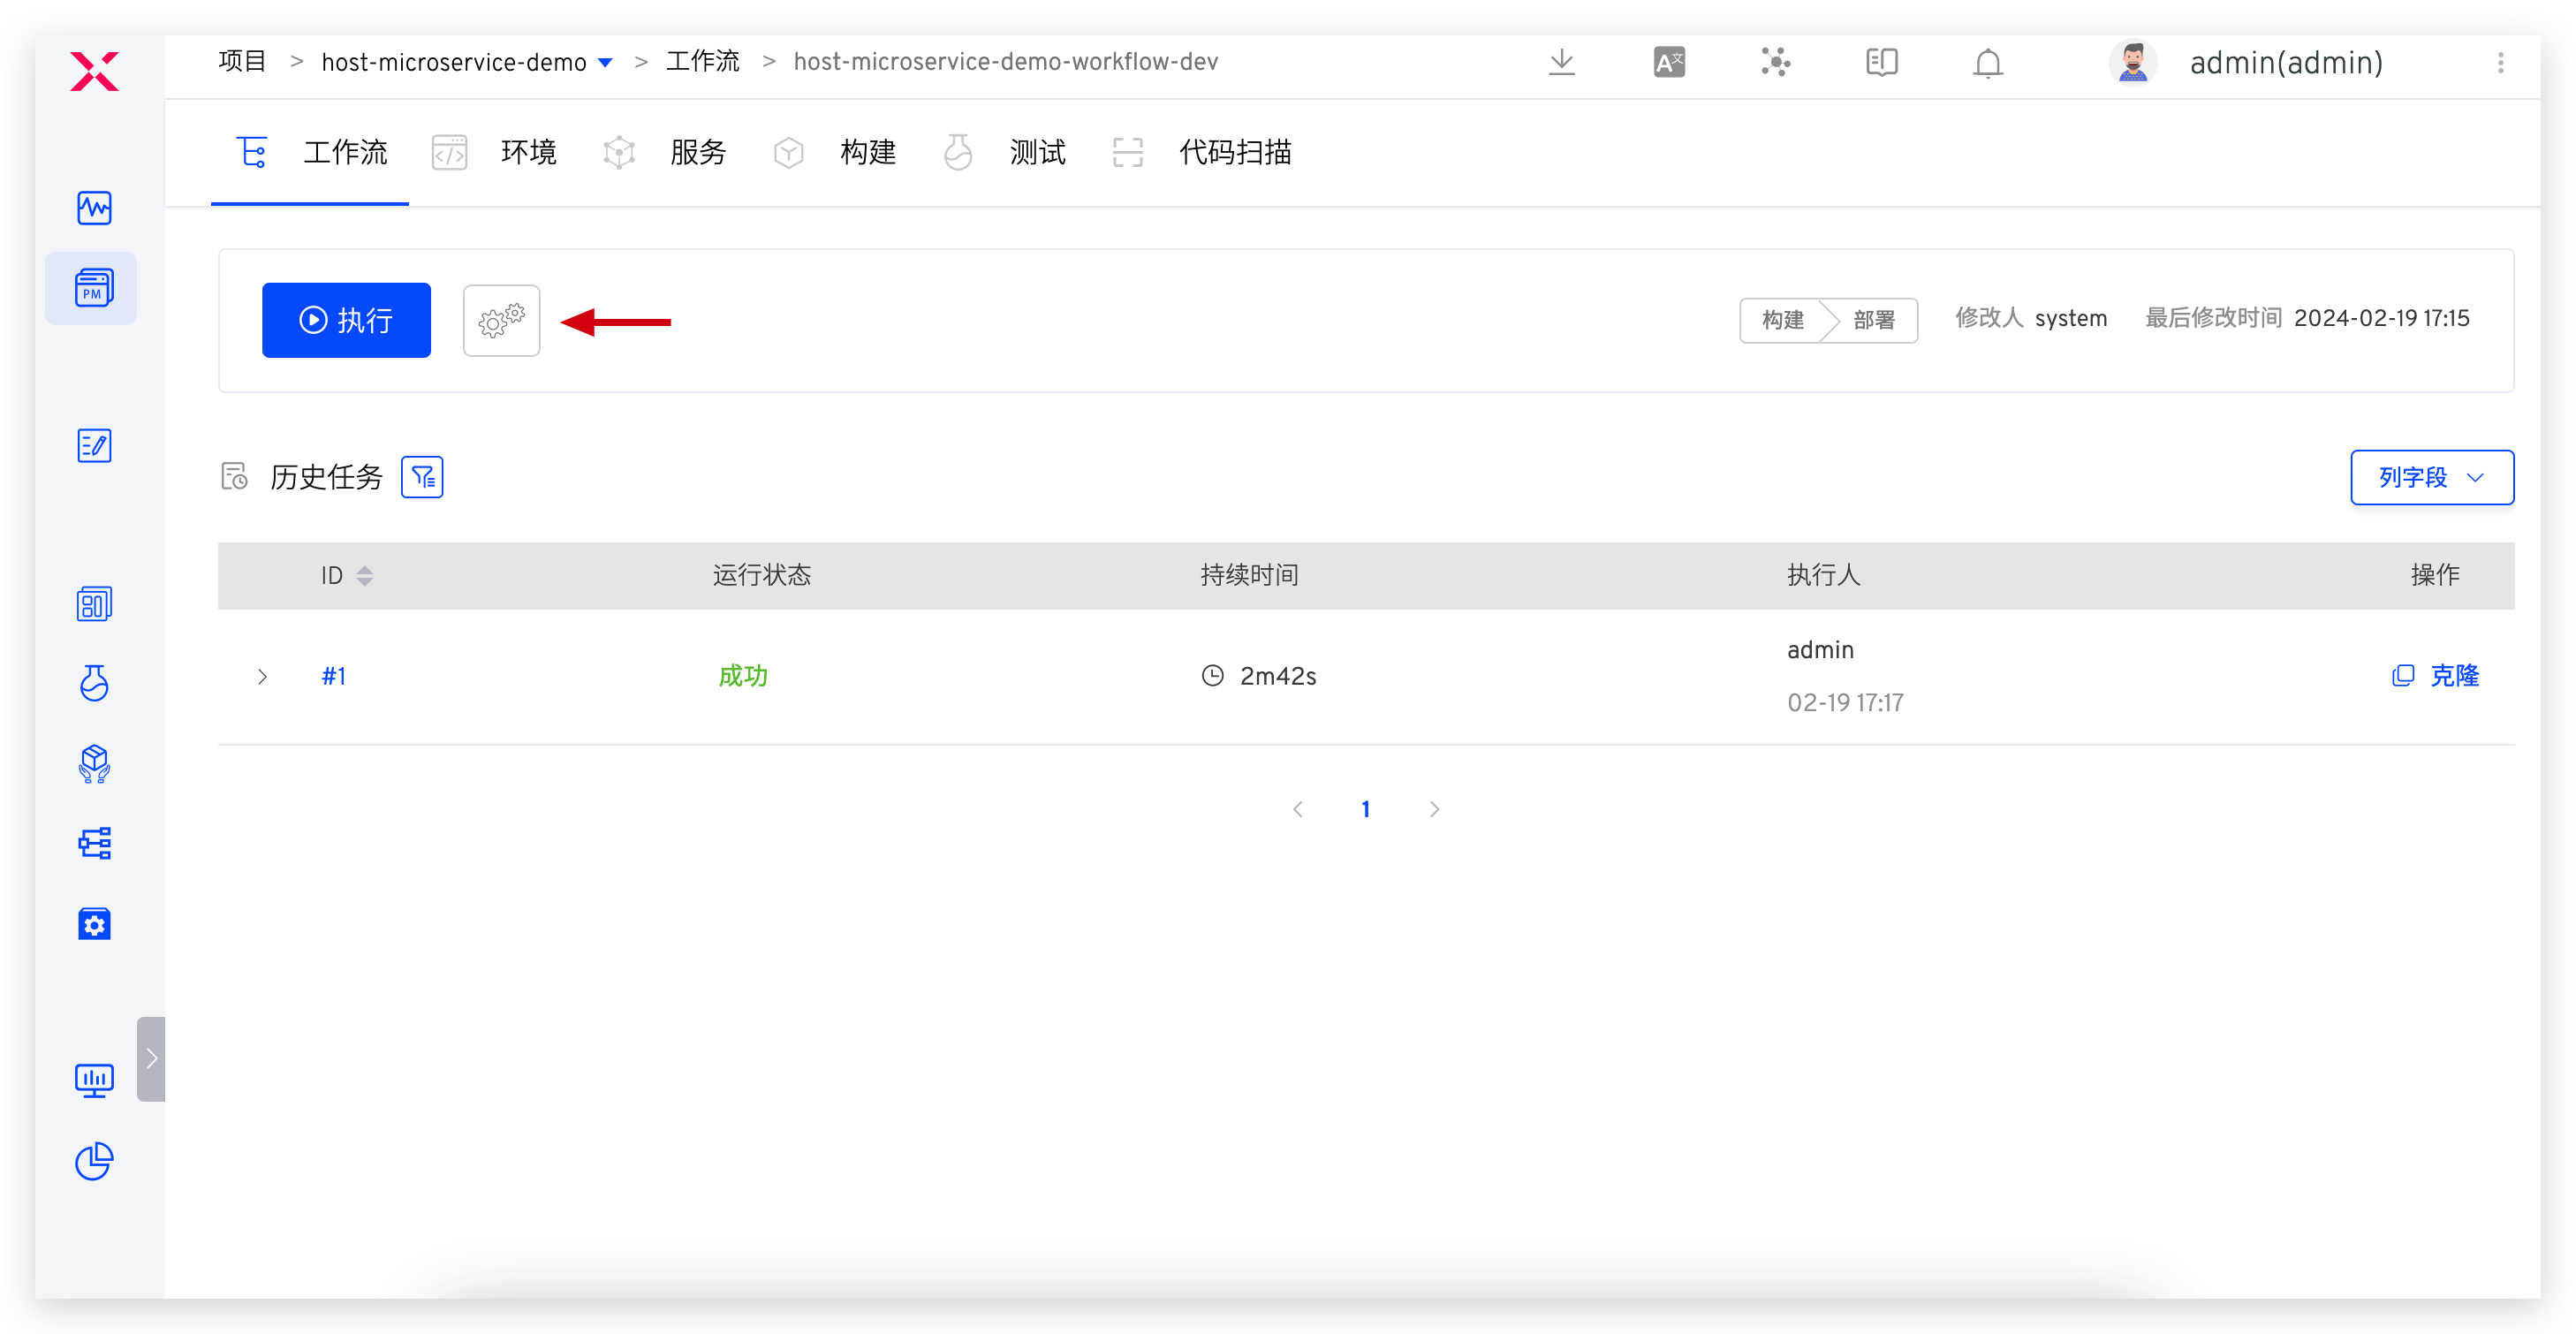 项目 > host-microservice-demo > 工作流 > host-microservice-demo-workflow-dev
A文
admin(admin)
工作流 环境 服务 构建 测试 代码扫描
PM
执行
构建 部署 修改人 system 最后修改时间 2024-02-19 17:15
历史任务
列字段
ID 运行状态 持续时间 执行人 操作
#1 成功 2m42s admin 克隆
02-19 17:17
< 1 >